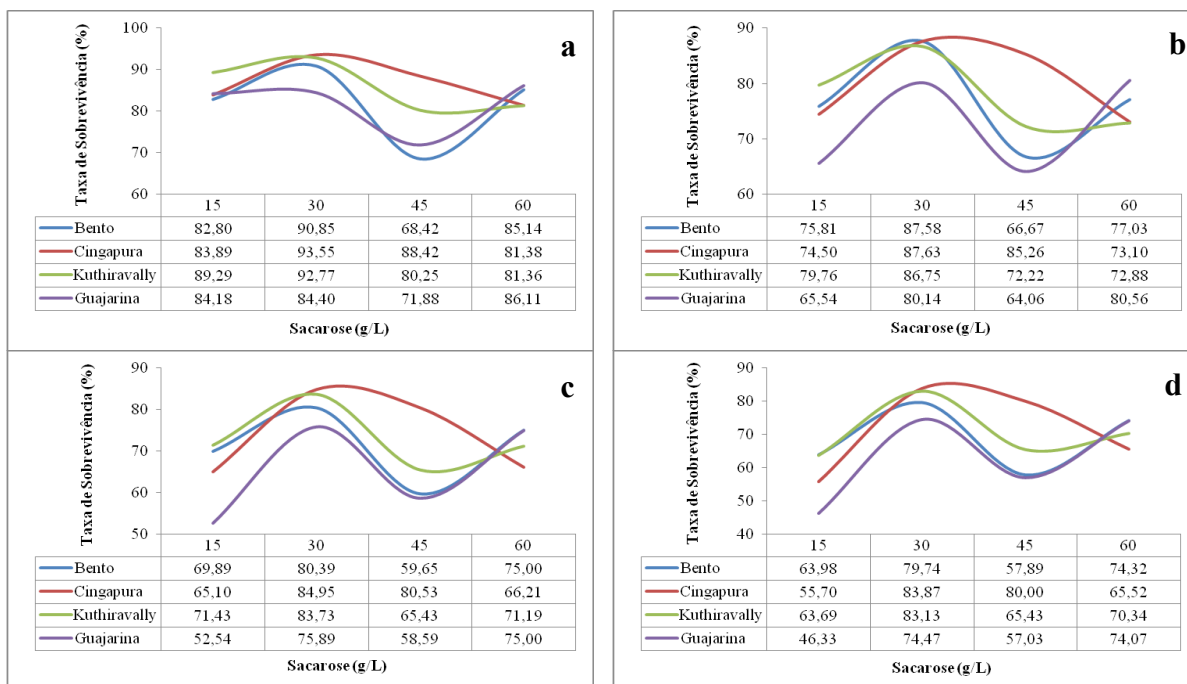 a
Taxa de Sobrevivência (%)
100
90
80
70
60
15 30 45 60
Bento 82,80 90,85 68,42 85,14
Cingapura 83,89 93,55 88,42 81,38
Kuthiravally 89,29 92,77 80,25 81,36
Guajarina 84,18 84,40 71,88 86,11
Sacarose (g/L)
b
Taxa de Sobrevivência (%)
90
80
70
60
15 30 45 60
Bento 75,81 87,58 66,67 77,03
Cingapura 74,50 87,63 85,26 73,10
Kuthiravally 79,76 86,75 72,22 72,88
Guajarina 65,54 80,14 64,06 80,56
Sacarose (g/L)
c
Taxa de Sobrevivência (%)
90
80
70
60
50
15 30 45 60
Bento 69,89 80,39 59,65 75,00
Cingapura 65,10 84,95 80,53 66,21
Kuthiravally 71,43 83,73 65,43 71,19
Guajarina 52,54 75,89 58,59 75,00
Sacarose (g/L)
d
Taxa de Sobrevivência (%)
90
80
70
60
50
40
15 30 45 60
Bento 63,98 79,74 57,89 74,32
Cingapura 55,70 83,87 80,00 65,52
Kuthiravally 63,69 83,13 65,43 70,34
Guajarina 46,33 74,47 57,03 74,07
Sacarose (g/L)